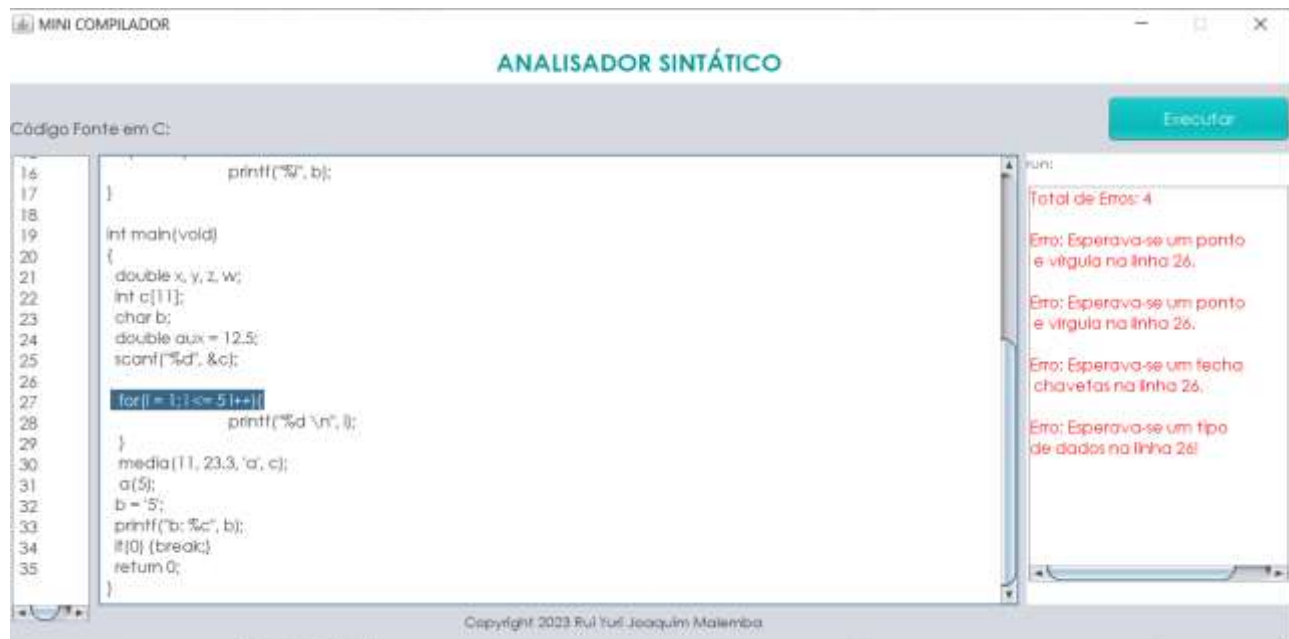 MINI COMPILADOR
ANALISADOR SINTÁTICO
Código Fonte em C:
Executar
run:
16 printf("%i", b);
17 }
18
19 int main(void)
20 {
21 double x, y, z, w;
22 int c[11];
23 char b;
24 double aux = 12.5;
25 scanf("%d", &c);
26
27 for(i = 1; i <= 5 i++){
28 printf("%d \n", i);
29 }
30 media(11, 23.3, 'a', c);
31 a(5);
32 b = '5';
33 printf("b: %c", b);
34 if(0) {break;}
35 return 0;
}
Total de Erros: 4
Erro: Esperava-se um ponto
e vírgula na linha 26.
Erro: Esperava-se um ponto
e vírgula na linha 26.
Erro: Esperava-se um fecha
chavetas na linha 26.
Erro: Esperava-se um tipo
de dados na linha 26!
Copyright 2023 Rui Yuri Joaquim Malemba